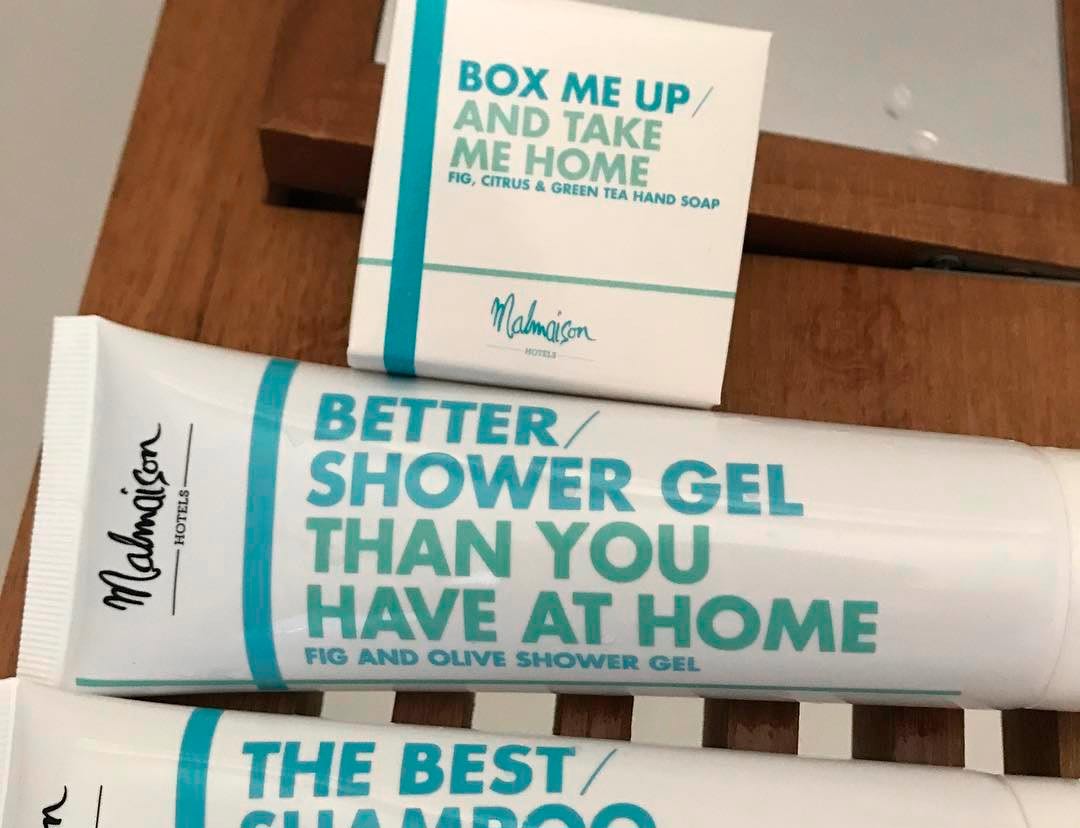 BOX ME UP/
AND TAKE
ME HOME
FIG, CITRUS & GREEN TEA HAND SOAP
Malmaison
HOTELS
BETTER/
SHOWER GEL
THAN YOU
HAVE AT HOME
FIG AND OLIVE SHOWER GEL
Malmaison
HOTELS
THE BEST/
SHAMPOO